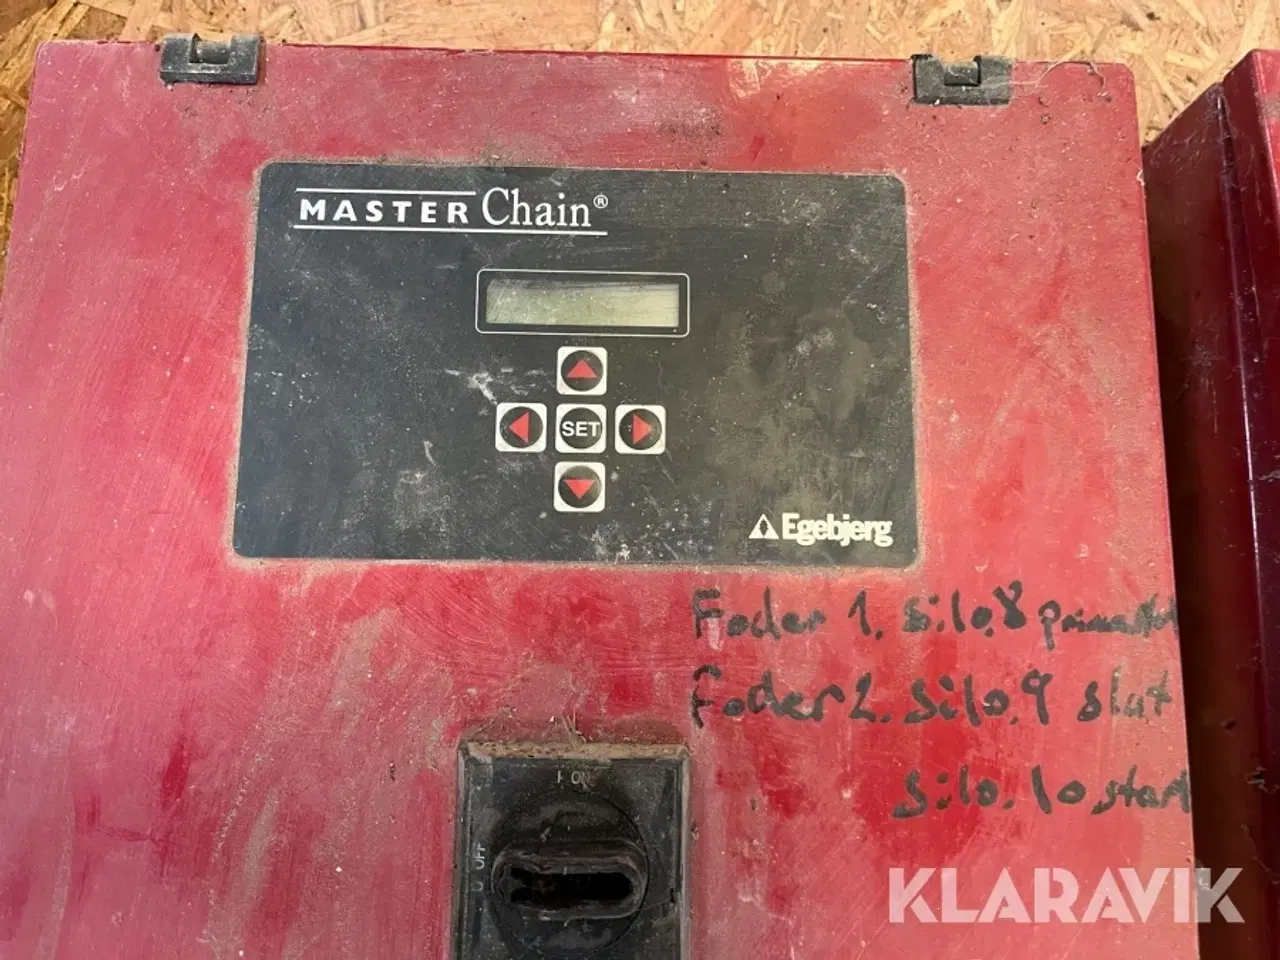 MASTER Chain®
SET
Egebjerg
Foder 1. Silo.8
Foder 2. Silo.9 slut
Silo.10 start
I ON
O OFF
KLARAVIK